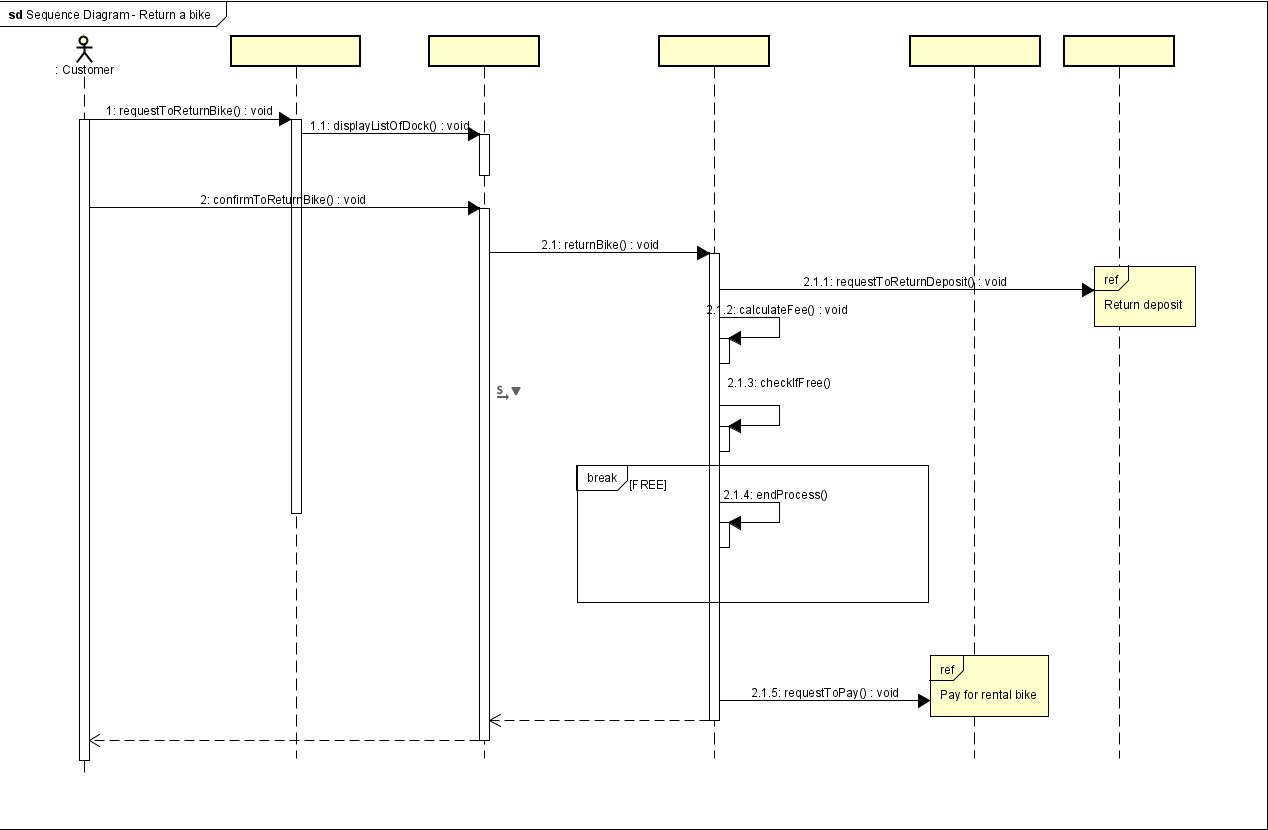 sd Sequence Diagram - Return a bike
: Customer
1: requestToReturnBike() : void
1.1: displayListOfDock() : void
2: confirmToReturnBike() : void
2.1: returnBike() : void
2.1.1: requestToReturnDeposit() : void
ref
Return deposit
2.1.2: calculateFee() : void
2.1.3: checkIfFree()
S
break
[FREE]
2.1.4: endProcess()
ref
Pay for rental bike
2.1.5: requestToPay() : void